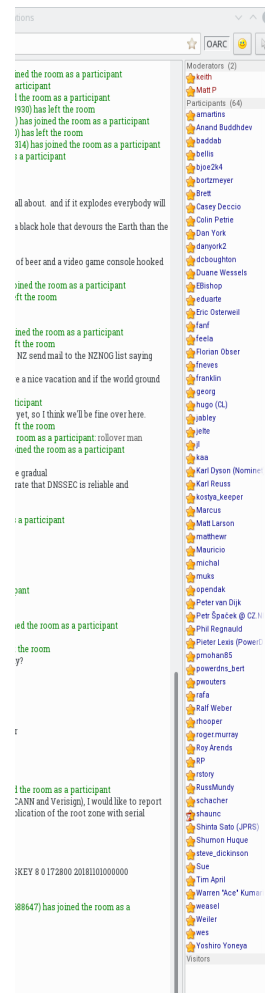 itions
OARC
ined the room as a participant
articipant
l the room as a participant
930) has left the room
) has joined the room as a participant
0) has left the room
314) has joined the room as a participant
s a participant
all about. and if it explodes everybody will
a black hole that devours the Earth than the
of beer and a video game console hooked
oined the room as a participant
eft the room
ined the room as a participant
ft the room
NZ send mail to the NZNOG list saying
e a nice vacation and if the world ground
ticipant
yet, so I think we'll be fine over here.
ft the room
room as a participant: rollover man
oined the room as a participant
e gradual
rate that DNSSEC is reliable and
s a participant
pant
ned the room as a participant
the room
y?
r
d the room as a participant
CANN and Verisign), I would like to report
plication of the root zone with serial
SKEY 8 0 172800 20181101000000
588647) has joined the room as a
Moderators (2)
keith
Matt P
Participants (64)
amartins
Anand Buddhdev
baddab
bellis
bjoe2k4
bortzmeyer
Brett
Casey Deccio
Colin Petrie
Dan York
danyork2
dcboughton
Duane Wessels
EBishop
eduarte
Eric Osterweil
fanf
feela
Florian Obser
fneves
franklin
georg
hugo (CL)
jabley
jelte
jl
kaa
Karl Dyson (Nominet
Karl Reuss
kostya_keeper
Marcus
Matt Larson
matthewr
Mauricio
michal
muks
opendak
Peter van Dijk
Petr Špaček @ CZ.N
Phil Regnauld
Pieter Lexis (PowerD
pmohan85
powerdns_bert
pwouters
rafa
Ralf Weber
rhooper
roger.murray
Roy Arends
RP
rstory
RussMundy
schacher
shaunc
Shinta Sato (JPRS)
Shumon Huque
steve_dickinson
Sue
Tim April
Warren "Ace" Kumar
weasel
Weiler
wes
Yoshiro Yoneya
Visitors